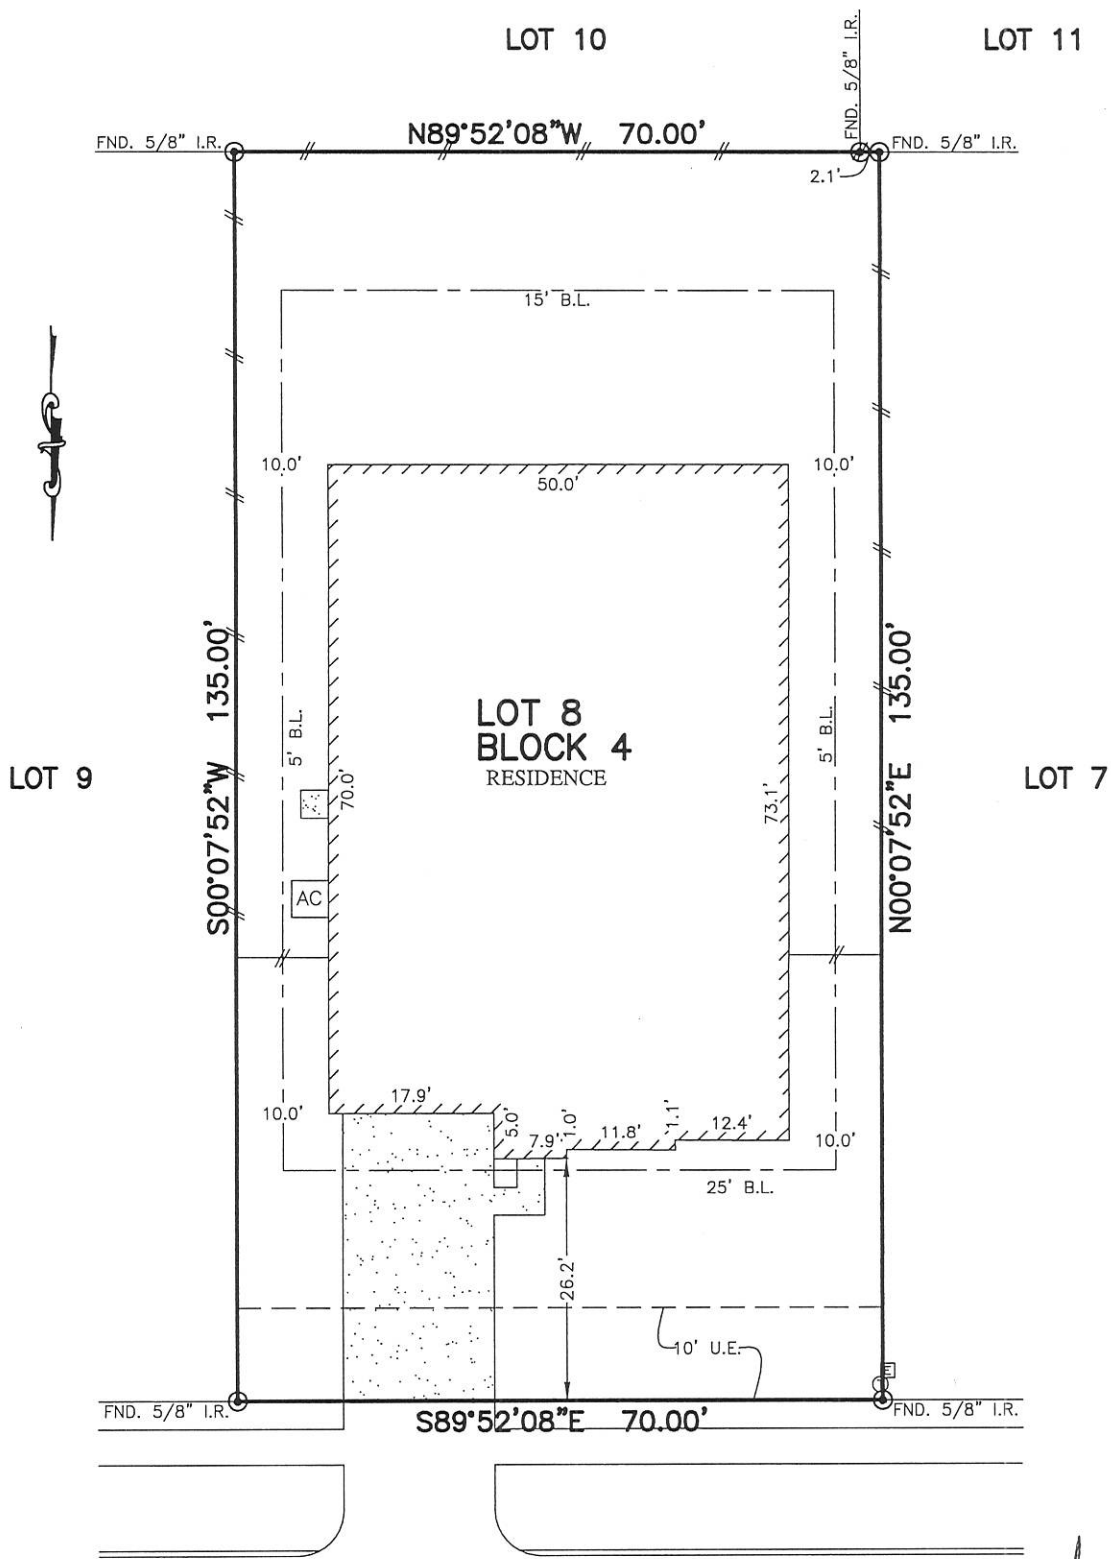 LOT 10
LOT 11
FND. 5/8" I.R.
N89°52'08"W 70.00'
FND. 5/8" I.R.
FND. 5/8" I.R.
2.1'
15' B.L.
10.0'
10.0'
50.0'
S00°07'52"W 135.00'
N00°07'52"E 135.00'
5' B.L.
5' B.L.
LOT 8
BLOCK 4
RESIDENCE
LOT 9
LOT 7
70.0'
73.1'
AC
17.9'
10.0'
5.0'
7.9'
1.0'
11.8'
1.1'
12.4'
10.0'
25' B.L.
26.2'
10' U.E.
E
FND. 5/8" I.R.
S89°52'08"E 70.00'
FND. 5/8" I.R.